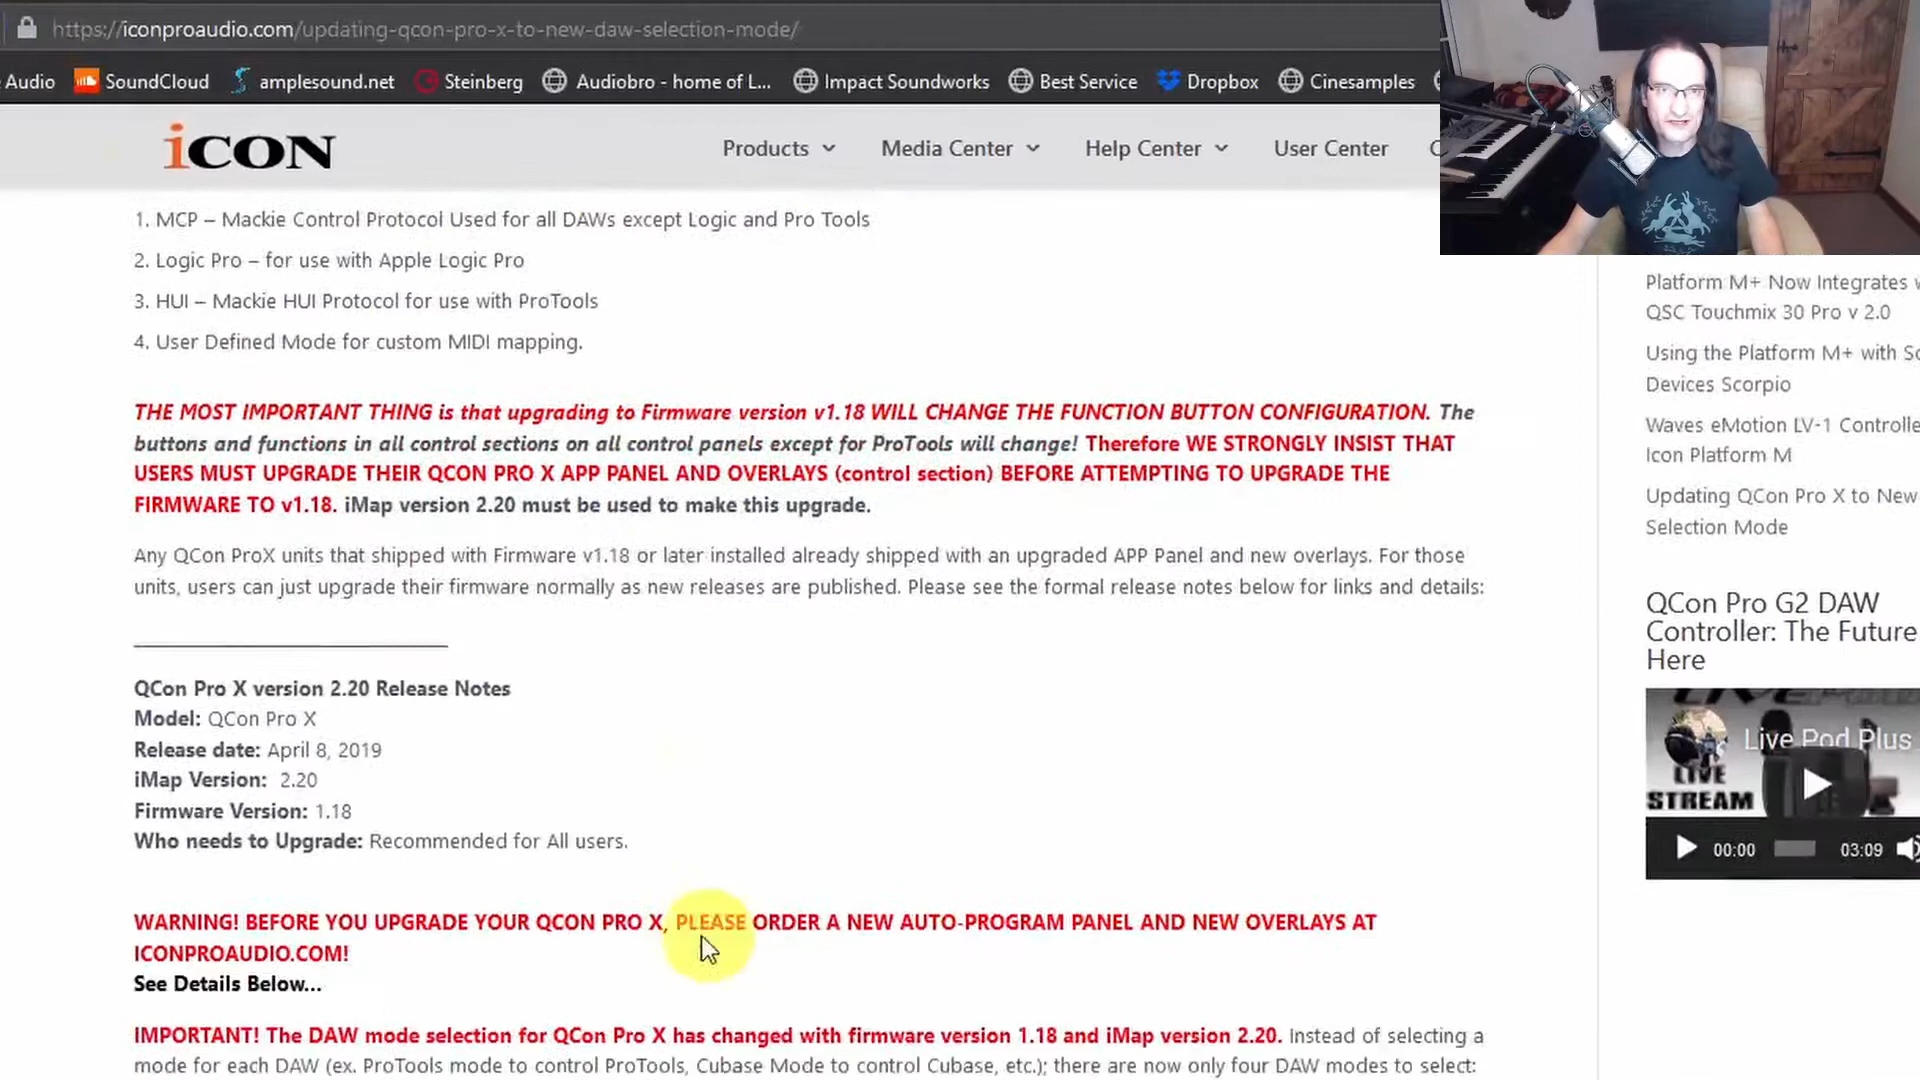 https://iconproaudio.com/updating-qcon-pro-x-to-new-daw-selection-mode/
Audio SoundCloud amplesound.net Steinberg Audiobro - home of L... Impact Soundworks Best Service Dropbox Cinesamples
iCON Products Media Center Help Center User Center
1. MCP – Mackie Control Protocol Used for all DAWs except Logic and Pro Tools
2. Logic Pro – for use with Apple Logic Pro
3. HUI – Mackie HUI Protocol for use with ProTools
4. User Defined Mode for custom MIDI mapping.
THE MOST IMPORTANT THING is that upgrading to Firmware version v1.18 WILL CHANGE THE FUNCTION BUTTON CONFIGURATION. The
buttons and functions in all control sections on all control panels except for ProTools will change! Therefore WE STRONGLY INSIST THAT
USERS MUST UPGRADE THEIR QCON PRO X APP PANEL AND OVERLAYS (control section) BEFORE ATTEMPTING TO UPGRADE THE
FIRMWARE TO v1.18. iMap version 2.20 must be used to make this upgrade.
Any QCon ProX units that shipped with Firmware v1.18 or later installed already shipped with an upgraded APP Panel and new overlays. For those
units, users can just upgrade their firmware normally as new releases are published. Please see the formal release notes below for links and details:
QCon Pro X version 2.20 Release Notes
Model: QCon Pro X
Release date: April 8, 2019
iMap Version: 2.20
Firmware Version: 1.18
Who needs to Upgrade: Recommended for All users.
WARNING! BEFORE YOU UPGRADE YOUR QCON PRO X, PLEASE ORDER A NEW AUTO-PROGRAM PANEL AND NEW OVERLAYS AT
ICONPROAUDIO.COM!
See Details Below...
IMPORTANT! The DAW mode selection for QCon Pro X has changed with firmware version 1.18 and iMap version 2.20. Instead of selecting a
mode for each DAW (ex. ProTools mode to control ProTools, Cubase Mode to control Cubase, etc.); there are now only four DAW modes to select:
Platform M+ Now Integrates
QSC Touchmix 30 Pro v 2.0
Using the Platform M+ with
Devices Scorpio
Waves eMotion LV-1
Icon Platform M
Updating QCon Pro X to New
Selection Mode
QCon Pro G2 DAW
Controller: The Future
Here
Live Pod Plus
LIVE
STREAM
00:00 03:09